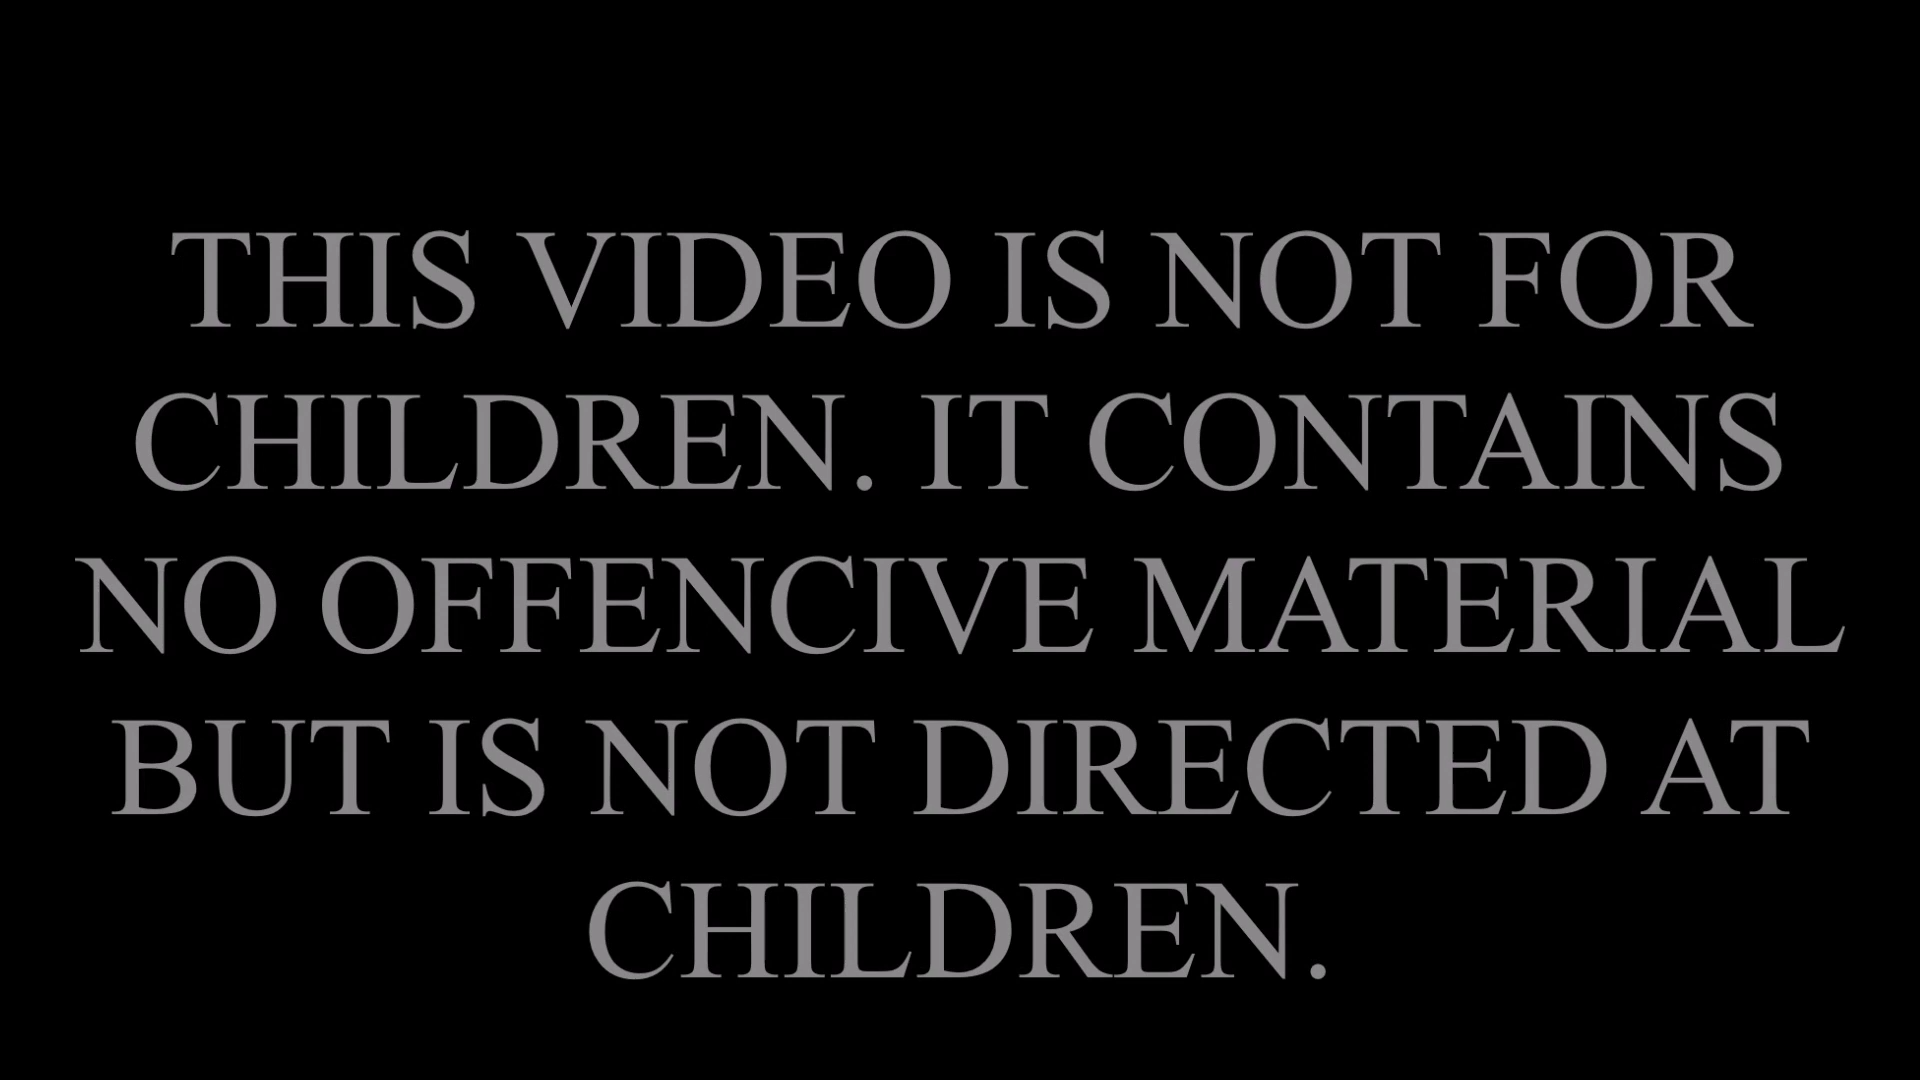 THIS VIDEO IS NOT FOR
CHILDREN. IT CONTAINS
NO OFFENCIVE MATERIAL
BUT IS NOT DIRECTED AT
CHILDREN.